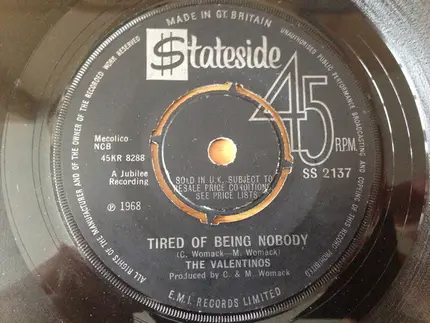 MADE IN GT. BRITAIN
$tateside
45
RPM
Mecolico
NCB
45KR 8288
A Jubilee
Recording
℗ 1968
SOLD IN U.K. SUBJECT TO
RESALE PRICE CONDITIONS,
SEE PRICE LISTS
SS 2137
TIRED OF BEING NOBODY
(C. Womack—M. Womack)
THE VALENTINOS
Produced by C. & M. Womack
E.M.I. RECORDS LIMITED
ALL RIGHTS OF THE MANUFACTURER AND OF THE OWNER OF THE RECORDED WORK RESERVED
UNAUTHORISED PUBLIC PERFORMANCE BROADCASTING AND COPYING OF THIS RECORD PROHIBITED